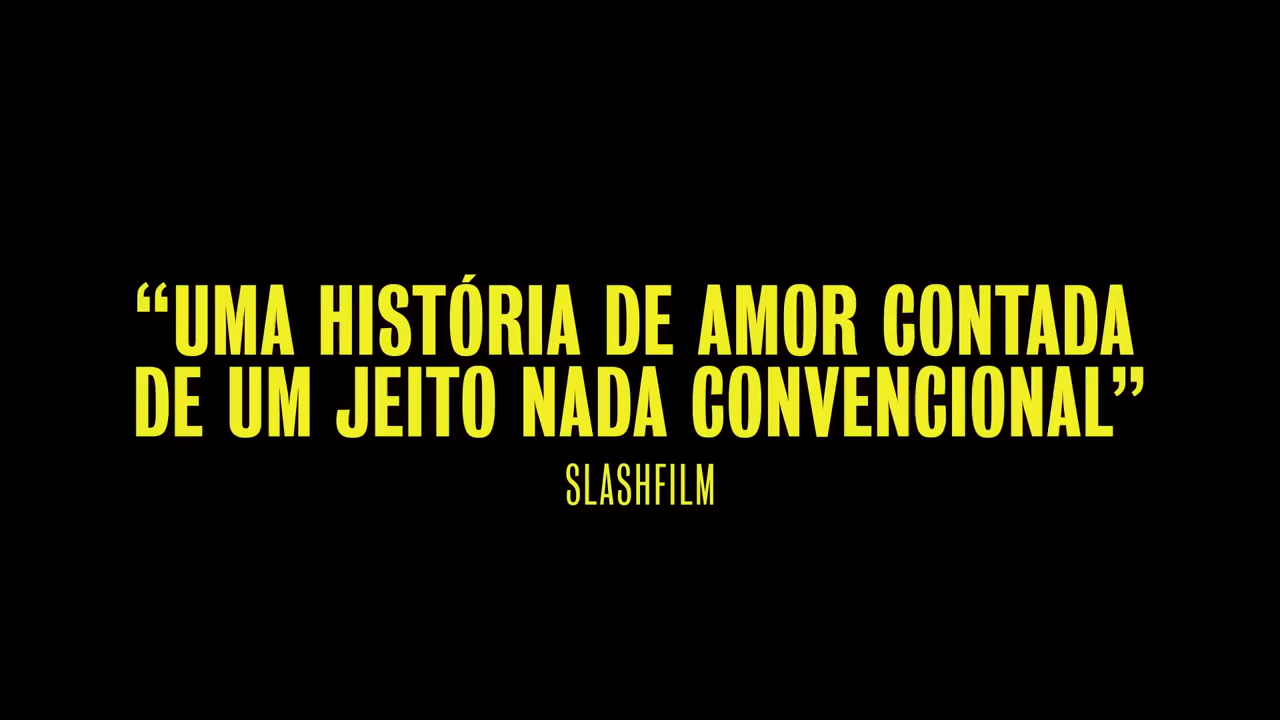 “UMA HISTÓRIA DE AMOR CONTADA
DE UM JEITO NADA CONVENCIONAL”
SLASHFILM